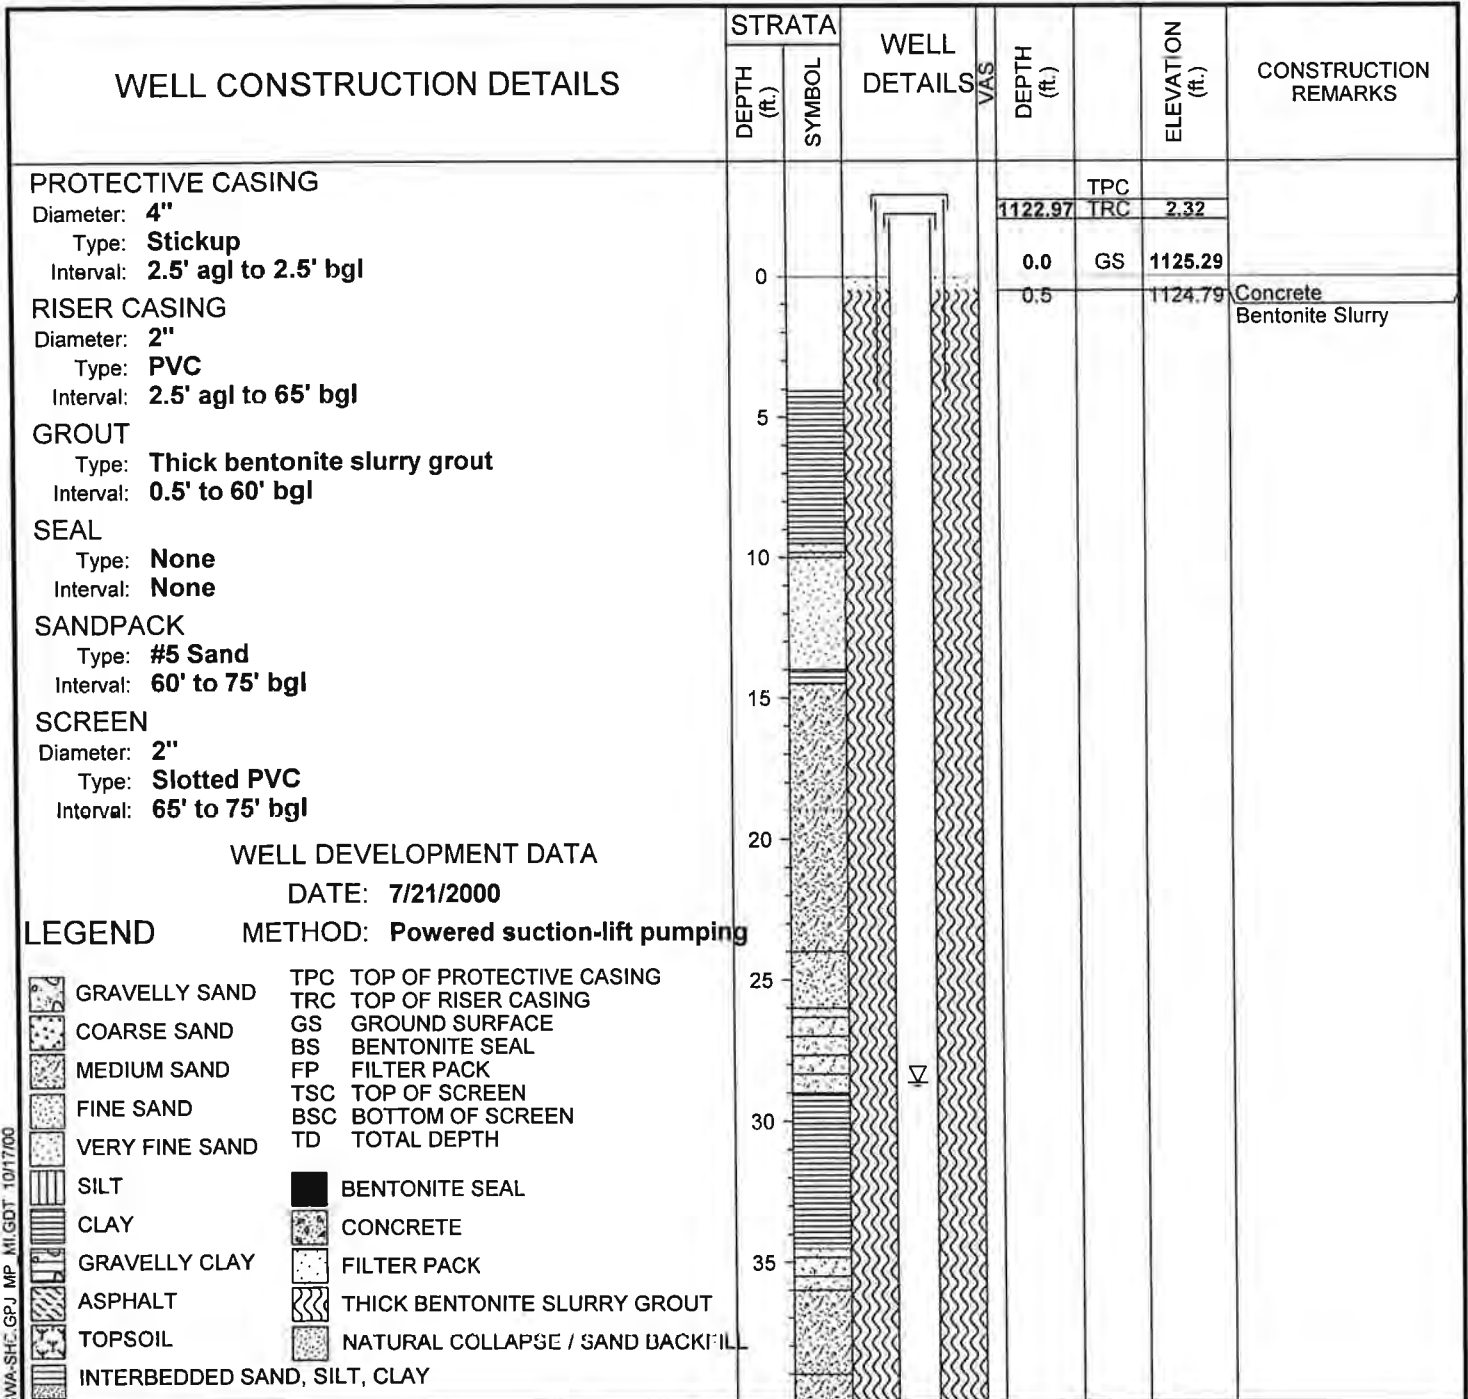 WELL CONSTRUCTION DETAILS
STRATA
DEPTH (ft.)
SYMBOL
WELL DETAILS
VAS
DEPTH (ft.)
ELEVATION (ft.)
CONSTRUCTION REMARKS
PROTECTIVE CASING
Diameter: 4"
Type: Stickup
Interval: 2.5' agl to 2.5' bgl
RISER CASING
Diameter: 2"
Type: PVC
Interval: 2.5' agl to 65' bgl
GROUT
Type: Thick bentonite slurry grout
Interval: 0.5' to 60' bgl
SEAL
Type: None
Interval: None
SANDPACK
Type: #5 Sand
Interval: 60' to 75' bgl
SCREEN
Diameter: 2"
Type: Slotted PVC
Interval: 65' to 75' bgl
WELL DEVELOPMENT DATA
DATE: 7/21/2000
METHOD: Powered suction-lift pumping
LEGEND
GRAVELLY SAND
COARSE SAND
MEDIUM SAND
FINE SAND
VERY FINE SAND
SILT
CLAY
GRAVELLY CLAY
ASPHALT
TOPSOIL
INTERBEDDED SAND, SILT, CLAY
TPC TOP OF PROTECTIVE CASING
TRC TOP OF RISER CASING
GS GROUND SURFACE
BS BENTONITE SEAL
FP FILTER PACK
TSC TOP OF SCREEN
BSC BOTTOM OF SCREEN
TD TOTAL DEPTH
BENTONITE SEAL
CONCRETE
FILTER PACK
THICK BENTONITE SLURRY GROUT
NATURAL COLLAPSE / SAND BACKFILL
0
5
10
15
20
25
30
35
TPC
1122.97 TRC 2.32
0.0 GS 1125.29
0.5 1124.79 Concrete
Bentonite Slurry
MP_MI.GDT 10/17/00